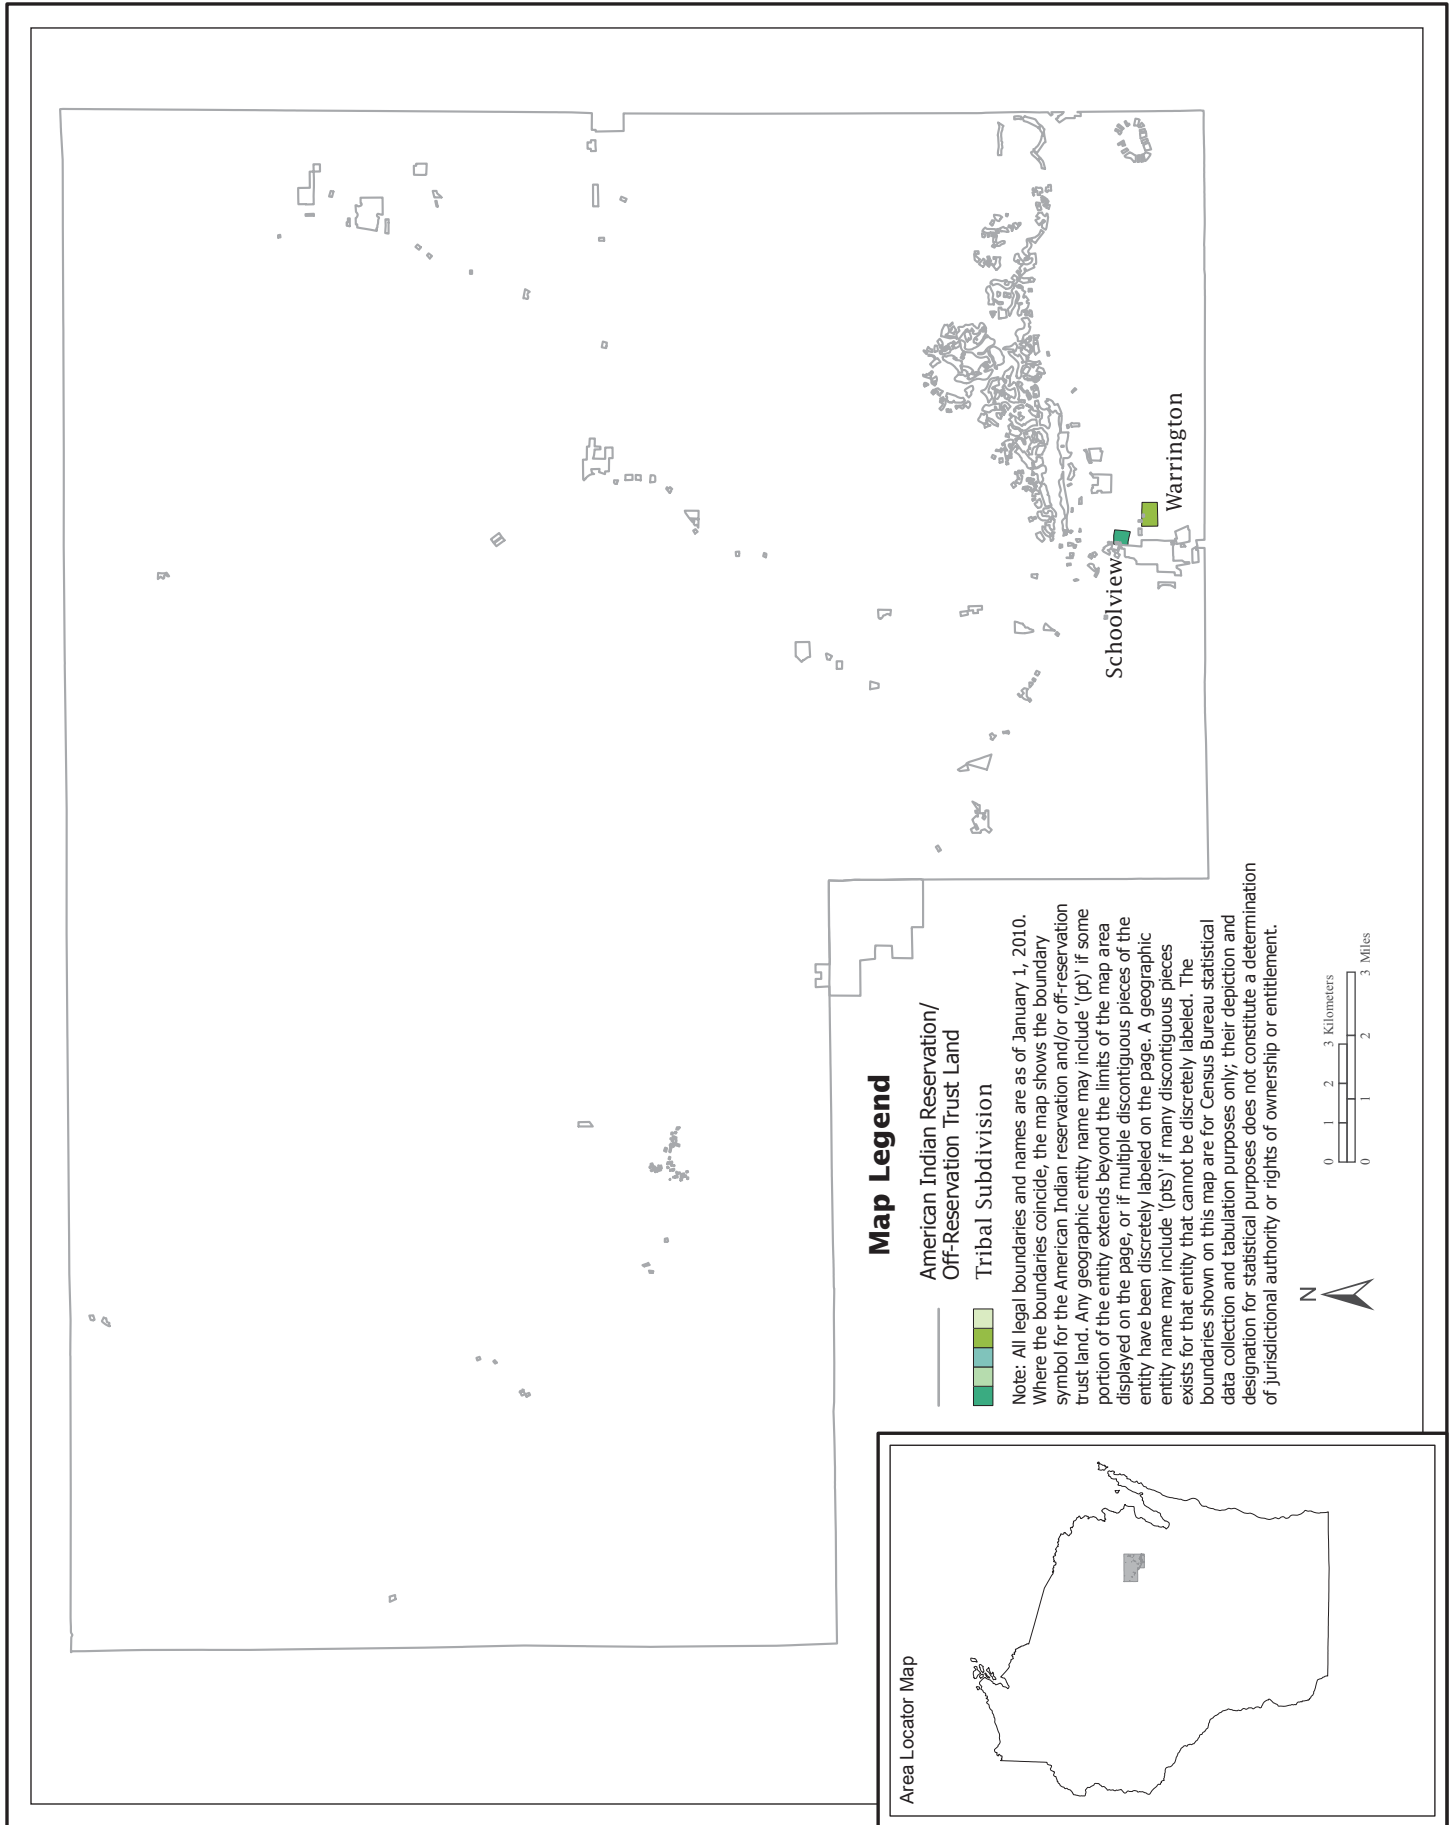 Schoolview
Warrington
Map Legend
American Indian Reservation/
Off-Reservation Trust Land
Tribal Subdivision
Note: All legal boundaries and names are as of January 1, 2010.
Where the boundaries coincide, the map shows the boundary
symbol for the American Indian reservation and/or off-reservation
trust land. Any geographic entity name may include '(pt)' if some
portion of the entity extends beyond the limits of the map area
displayed on the page, or if multiple discontiguous pieces of the
entity have been discretely labeled on the page. A geographic
entity name may include '(pts)' if many discontiguous pieces
exists for that entity that cannot be discretely labeled. The
boundaries shown on this map are for Census Bureau statistical
data collection and tabulation purposes only; their depiction and
designation for statistical purposes does not constitute a determination
of jurisdictional authority or rights of ownership or entitlement.
N
0 1 2 3 Kilometers
0 1 2 3 Miles
Area Locator Map